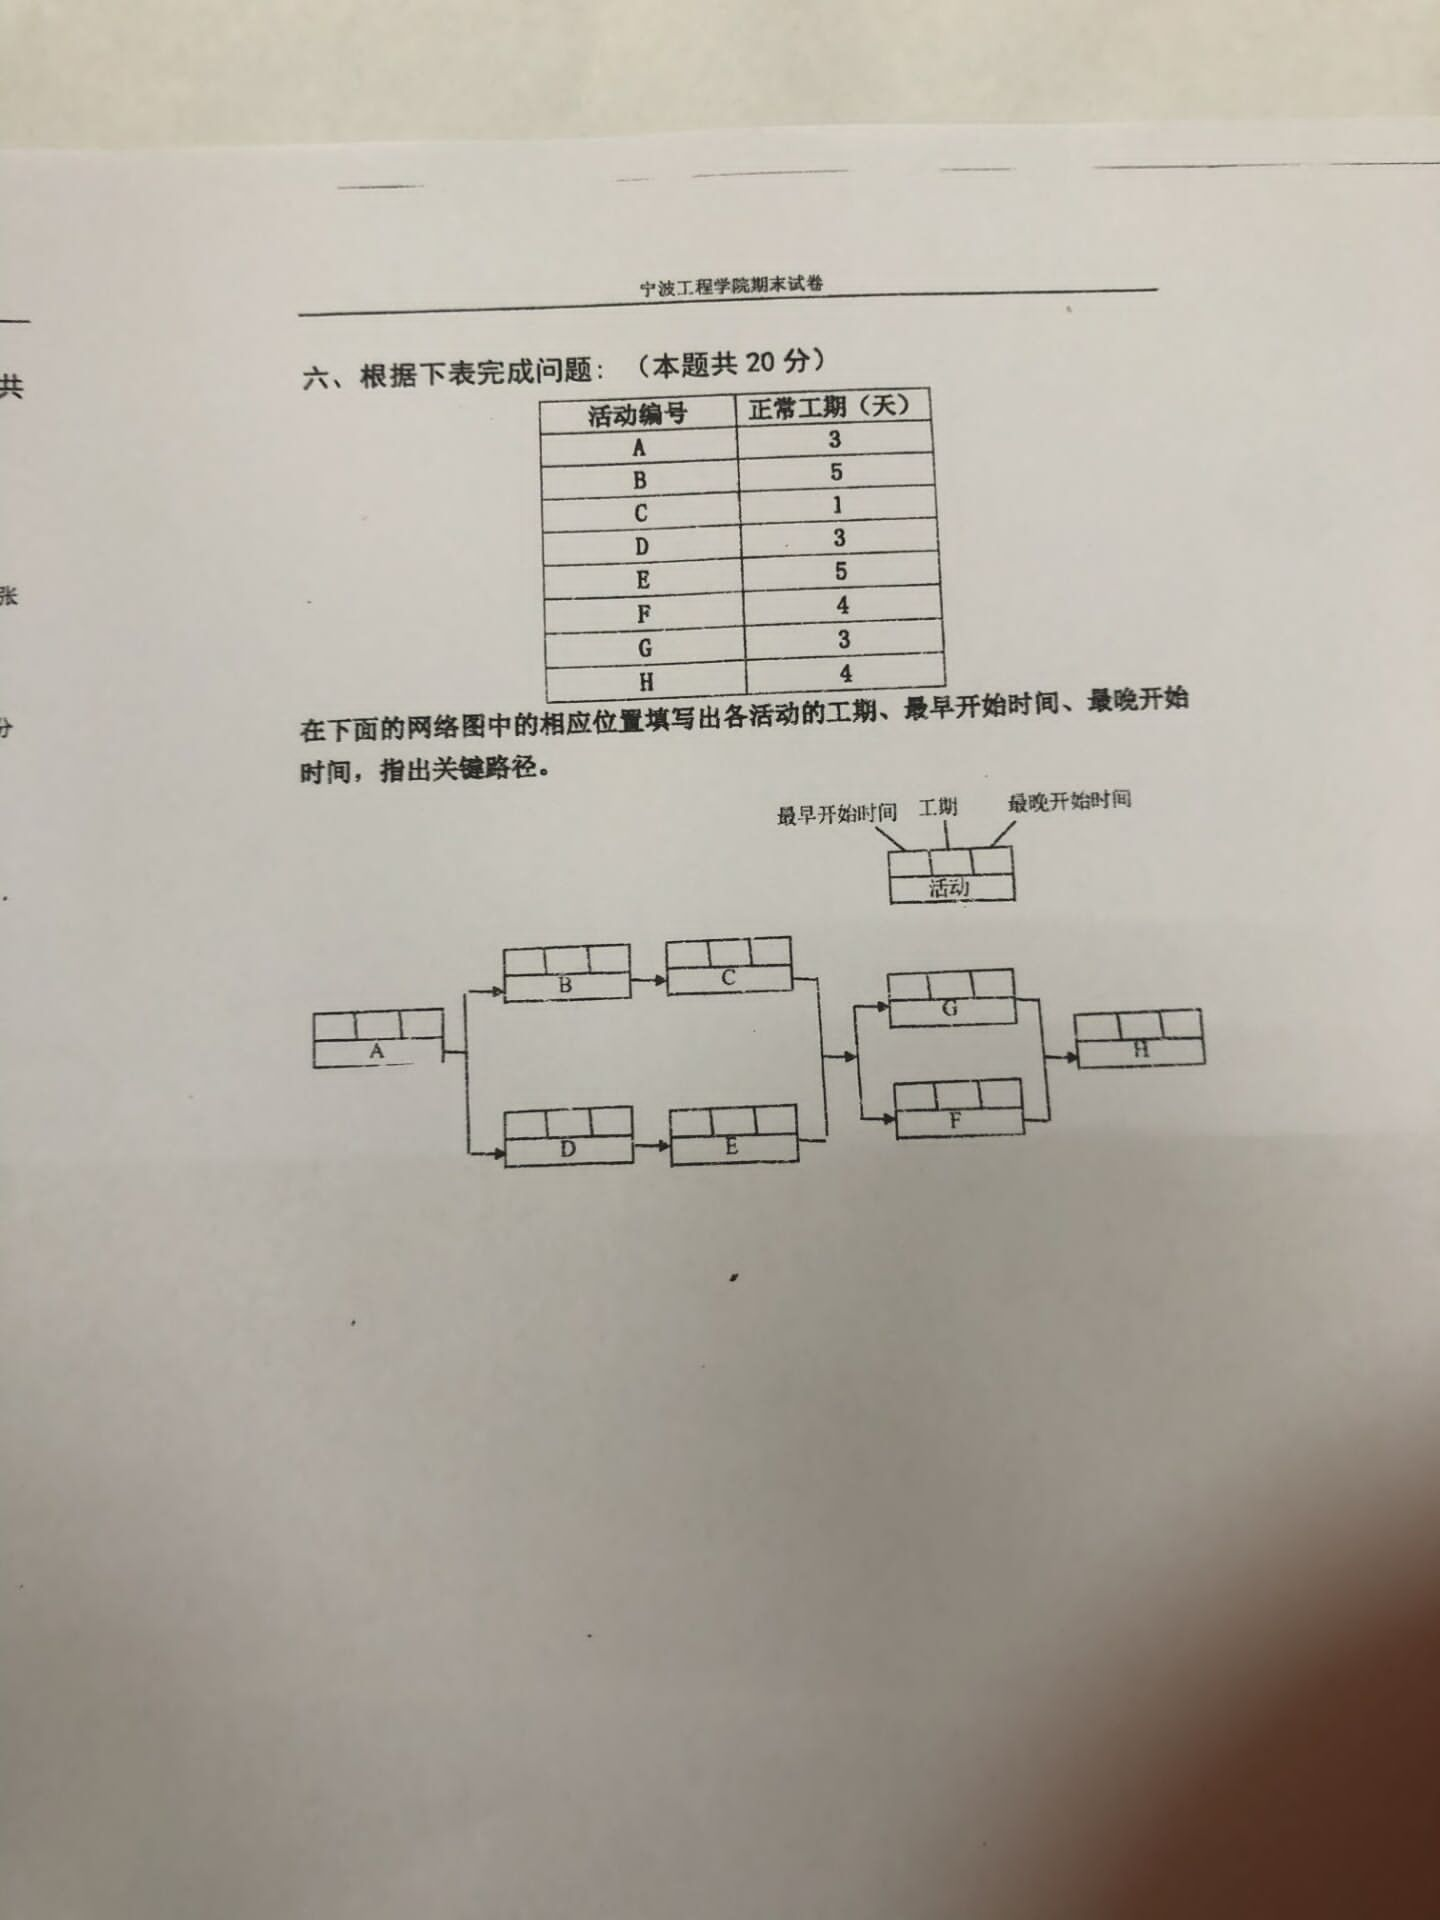 宁波工程学院期末试卷
共
张
分
六、根据下表完成问题：（本题共 20 分）
活动编号 正常工期（天）
A 3
B 5
C 1
D 3
E 5
F 4
G 3
H 4
在下面的网络图中的相应位置填写出各活动的工期、最早开始时间、最晚开始
时间，指出关键路径。
最早开始时间 工期 最晚开始时间
活动
B C
G
A H
F
D E